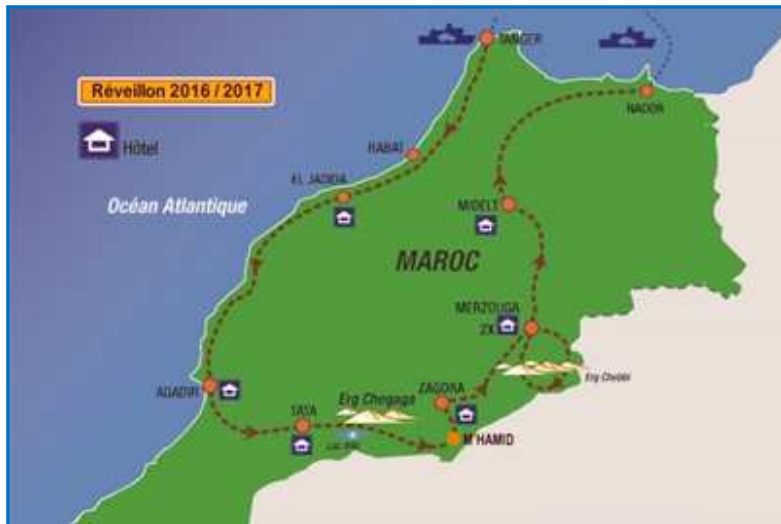 TANGER
Réveillon 2016 / 2017
NADOR
Hôtel
RABAT
EL JADIDA
Océan Atlantique
MIDELT
MAROC
MERZOUGA
2X
Erg Chebbi
AGADIR
ZAGORA
Erg Chegaga
TATA
M'HAMID